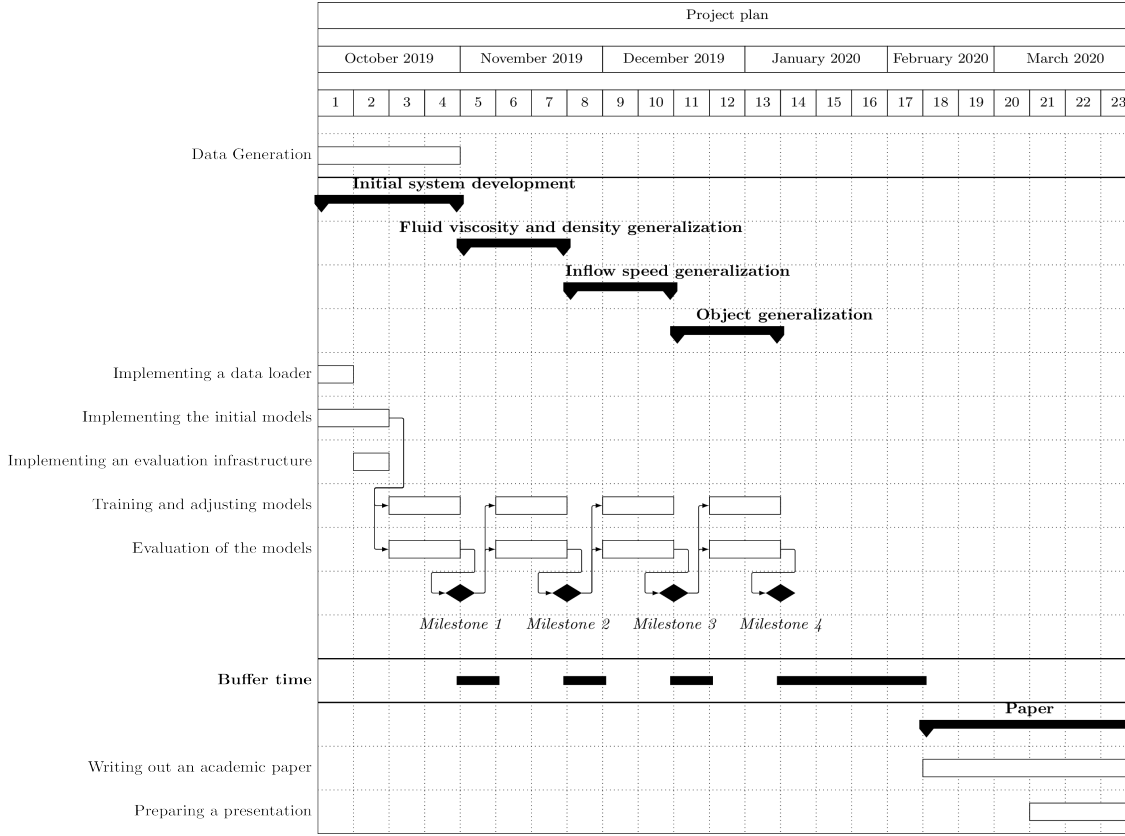 Project plan
October 2019 November 2019 December 2019 January 2020 February 2020 March 2020
1 2 3 4 5 6 7 8 9 10 11 12 13 14 15 16 17 18 19 20 21 22 23
Data Generation
Initial system development
Fluid viscosity and density generalization
Inflow speed generalization
Object generalization
Implementing a data loader
Implementing the initial models
Implementing an evaluation infrastructure
Training and adjusting models
Evaluation of the models
Milestone 1 Milestone 2 Milestone 3 Milestone 4
Buffer time
Paper
Writing out an academic paper
Preparing a presentation